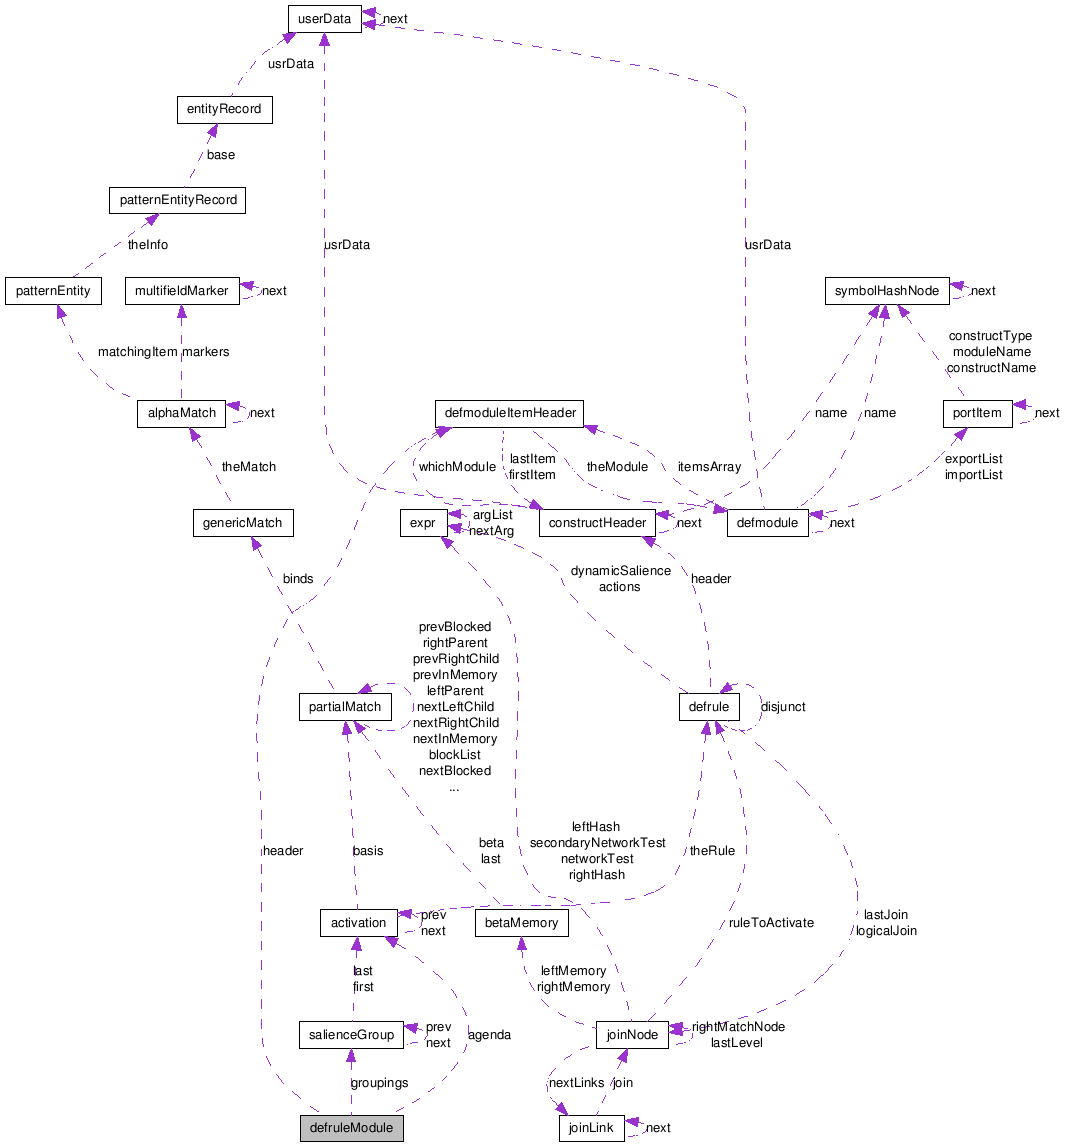 userData
next
usrData
entityRecord
base
patternEntityRecord
usrData
usrData
theInfo
patternEntity
multifieldMarker
next
symbolHashNode
next
matchingItem
markers
constructType
moduleName
constructName
alphaMatch
next
defmoduleItemHeader
name
name
portItem
next
theMatch
whichModule
lastItem
firstItem
theModule
itemsArray
exportList
importList
genericMatch
expr
argList
nextArg
constructHeader
next
defmodule
next
binds
dynamicSalience
actions
header
prevBlocked
rightParent
prevRightChild
prevInMemory
leftParent
nextLeftChild
nextRightChild
nextInMemory
blockList
nextBlocked
...
partialMatch
defrule
disjunct
header
basis
beta
last
leftHash
secondaryNetworkTest
networkTest
rightHash
theRule
activation
prev
next
betaMemory
ruleToActivate
lastJoin
logicalJoin
last
first
leftMemory
rightMemory
salienceGroup
prev
next
agenda
joinNode
rightMatchNode
lastLevel
groupings
nextLinks
join
defruleModule
joinLink
next